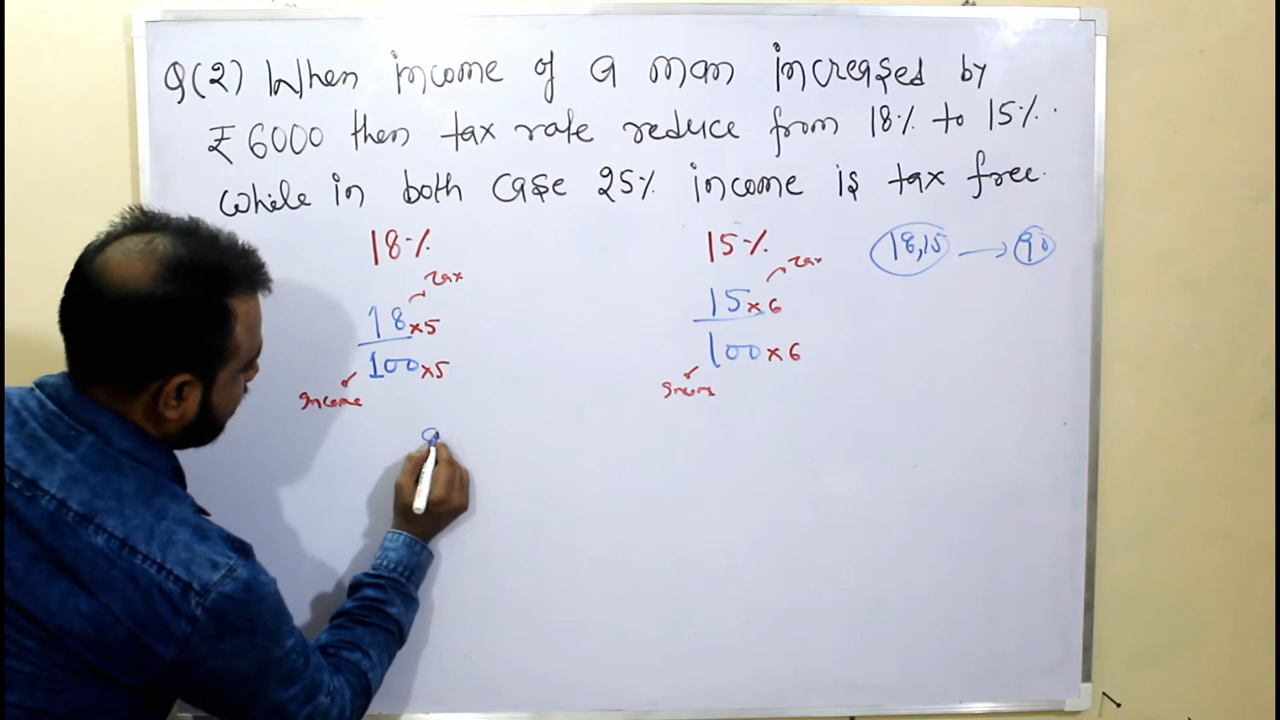 Q(2) When income of a man increased by
₹ 6000 then tax rate reduce from 18% to 15%.
while in both case 25% income is tax free.
18%
Tax
18×5
100×5
Income
15%
Tax
15×6
100×6
Income
18,15 → 90
9